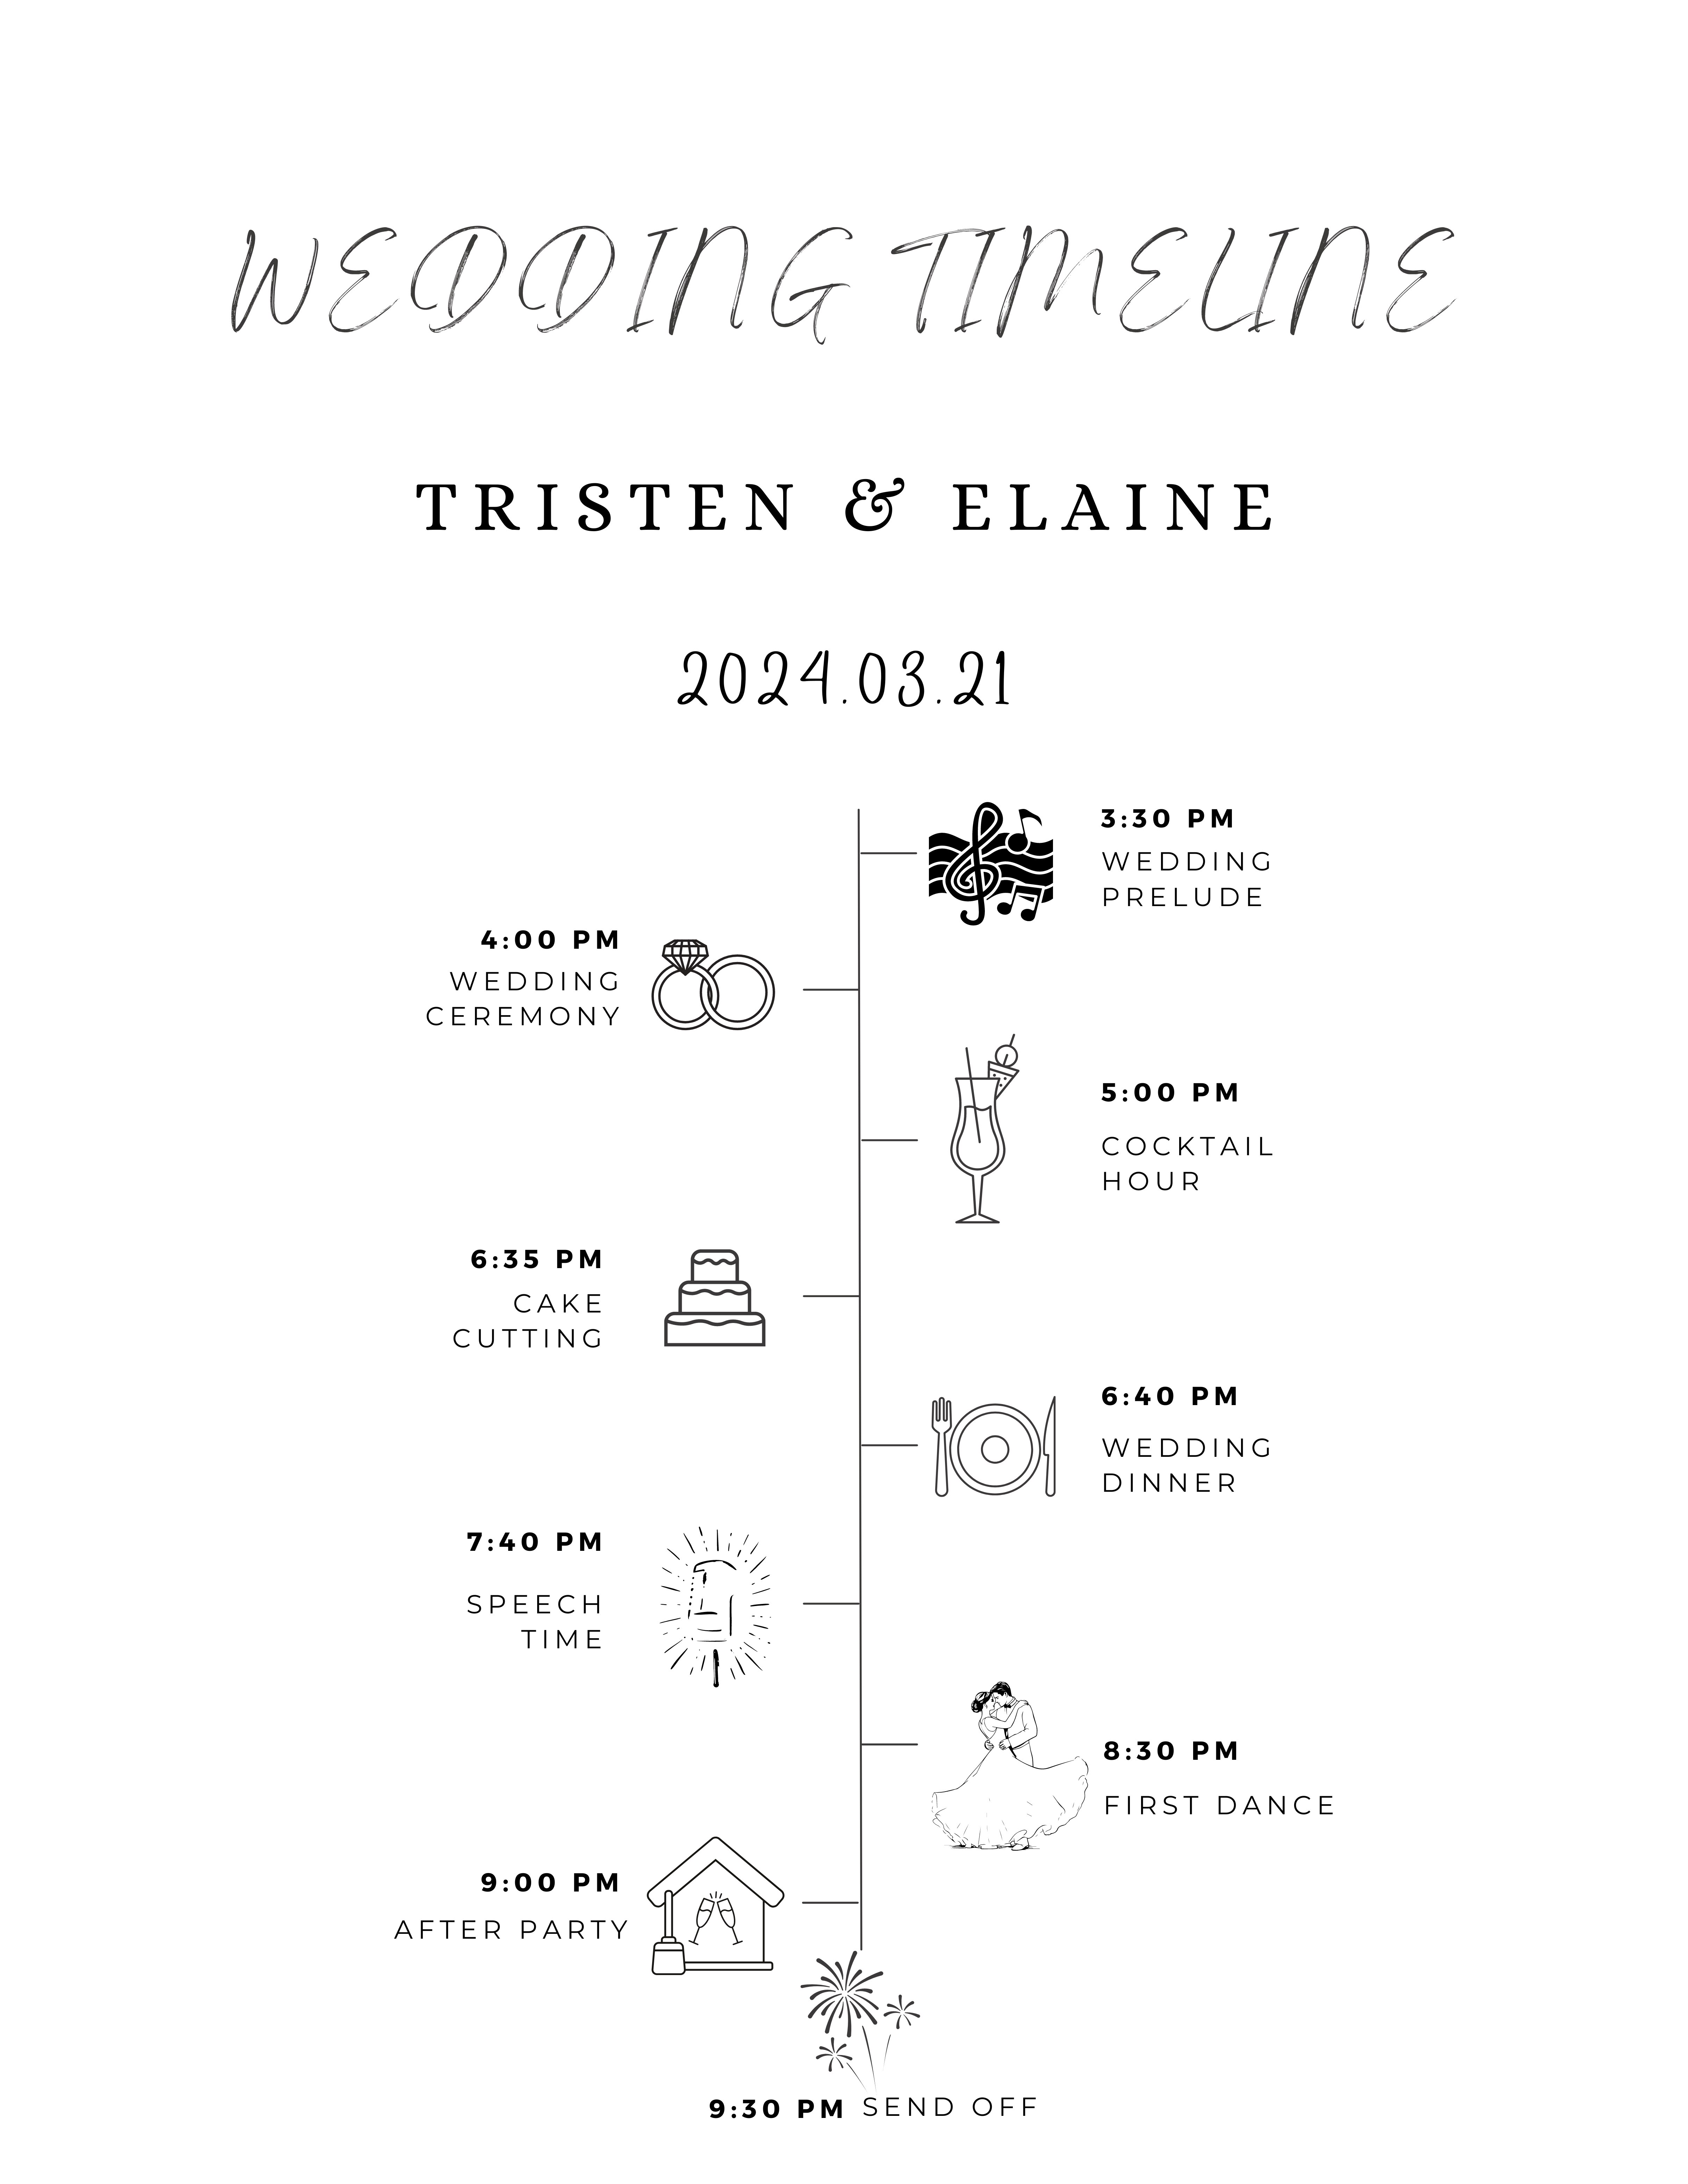 WEDDING TIMELINE
TRISTEN & ELAINE
2024.03.21
3:30 PM
WEDDING
PRELUDE
4:00 PM
WEDDING
CEREMONY
5:00 PM
COCKTAIL
HOUR
6:35 PM
CAKE
CUTTING
6:40 PM
WEDDING
DINNER
7:40 PM
SPEECH
TIME
8:30 PM
FIRST DANCE
9:00 PM
AFTER PARTY
9:30 PM SEND OFF